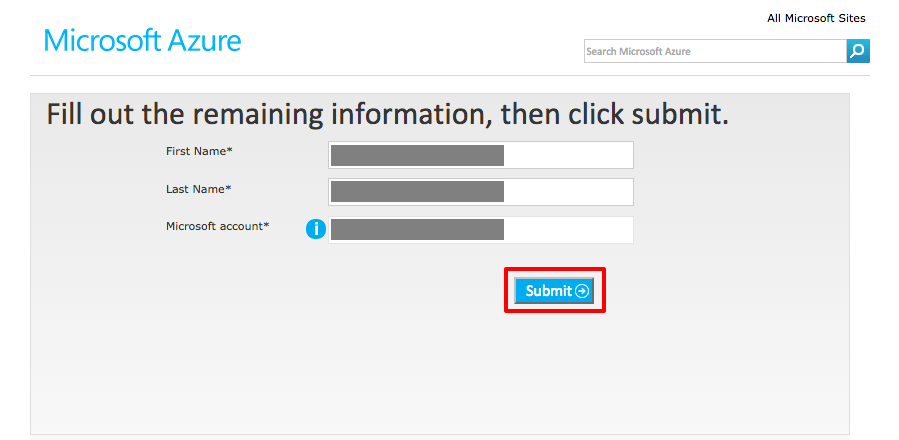 All Microsoft Sites
Microsoft Azure
Search Microsoft Azure
Fill out the remaining information, then click submit.
First Name*
Last Name*
Microsoft account*
i
Submit